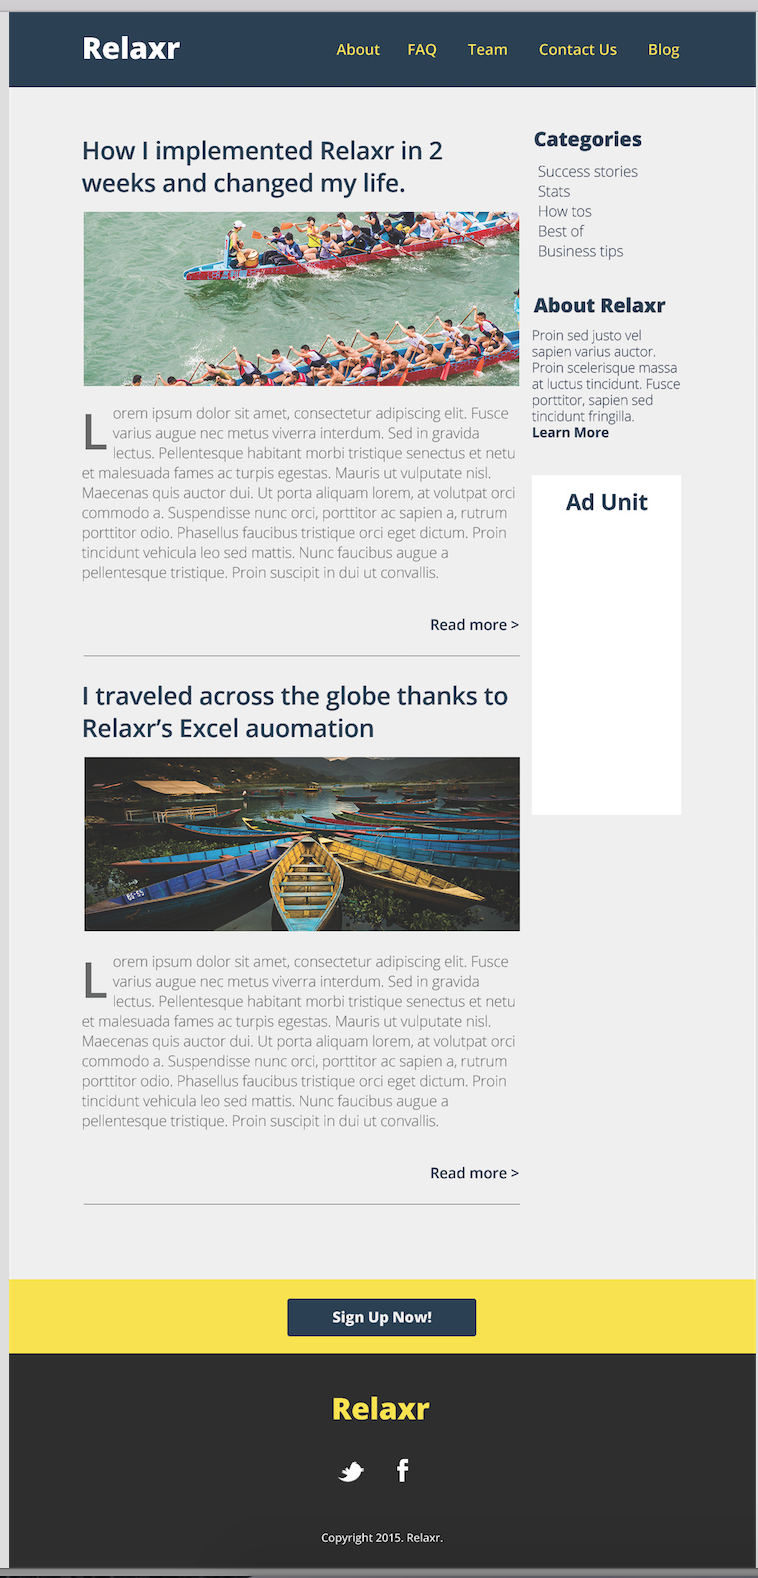 Relaxr
About FAQ Team Contact Us Blog
How I implemented Relaxr in 2
weeks and changed my life.
L
orem ipsum dolor sit amet, consectetur adipiscing elit. Fusce
varius augue nec metus viverra interdum. Sed in gravida
lectus. Pellentesque habitant morbi tristique senectus et netu
et malesuada fames ac turpis egestas. Mauris ut vulputate nisl.
Maecenas quis auctor dui. Ut porta aliquam lorem, at volutpat orci
commodo a. Suspendisse nunc orci, porttitor ac sapien a, rutrum
porttitor odio. Phasellus faucibus tristique orci eget dictum. Proin
tincidunt vehicula leo sed mattis. Nunc faucibus augue a
pellentesque tristique. Proin suscipit in dui ut convallis.
Read more >
I traveled across the globe thanks to
Relaxr’s Excel auomation
L
orem ipsum dolor sit amet, consectetur adipiscing elit. Fusce
varius augue nec metus viverra interdum. Sed in gravida
lectus. Pellentesque habitant morbi tristique senectus et netu
et malesuada fames ac turpis egestas. Mauris ut vulputate nisl.
Maecenas quis auctor dui. Ut porta aliquam lorem, at volutpat orci
commodo a. Suspendisse nunc orci, porttitor ac sapien a, rutrum
porttitor odio. Phasellus faucibus tristique orci eget dictum. Proin
tincidunt vehicula leo sed mattis. Nunc faucibus augue a
pellentesque tristique. Proin suscipit in dui ut convallis.
Read more >
Categories
Success stories
Stats
How tos
Best of
Business tips
About Relaxr
Proin sed justo vel
sapien varius auctor.
Proin scelerisque massa
at luctus tincidunt. Fusce
porttitor, sapien sed
tincidunt fringilla.
Learn More
Ad Unit
Sign Up Now!
Relaxr
Copyright 2015. Relaxr.